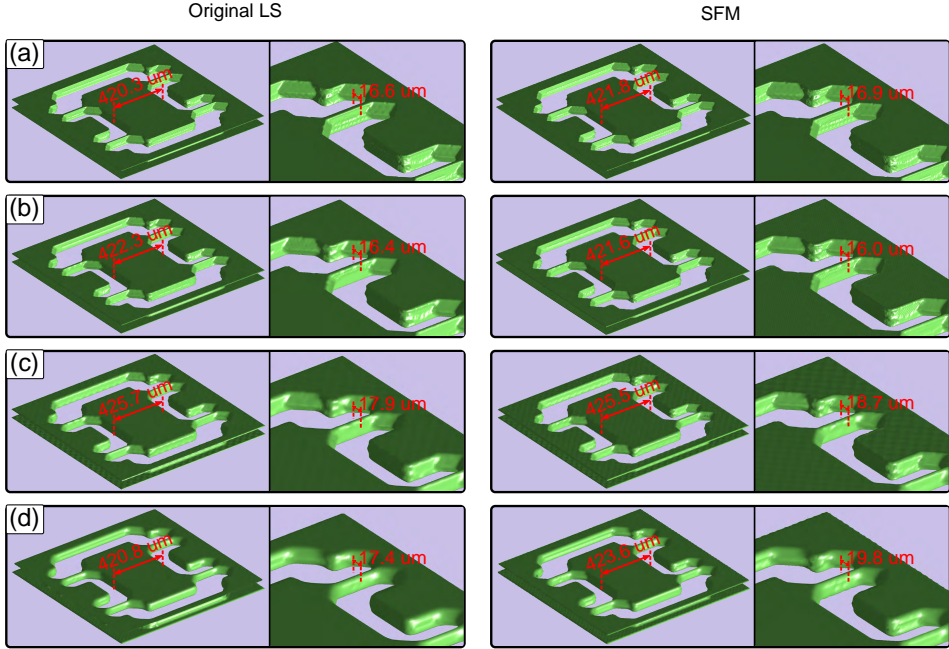 Original LS SFM
(a) 420.3 um 16.6 um 421.8 um 16.9 um
(b) 422.3 um 16.4 um 421.6 um 16.0 um
(c) 425.7 um 17.9 um 425.5 um 18.7 um
(d) 420.8 um 17.4 um 423.6 um 19.8 um